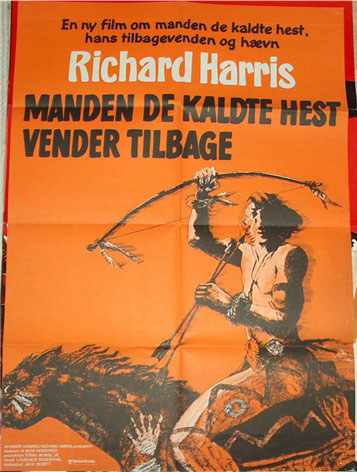 En ny film om manden de kaldte hest,
hans tilbagevenden og hævn
Richard Harris
MANDEN DE KALDTE HEST
VENDER TILBAGE